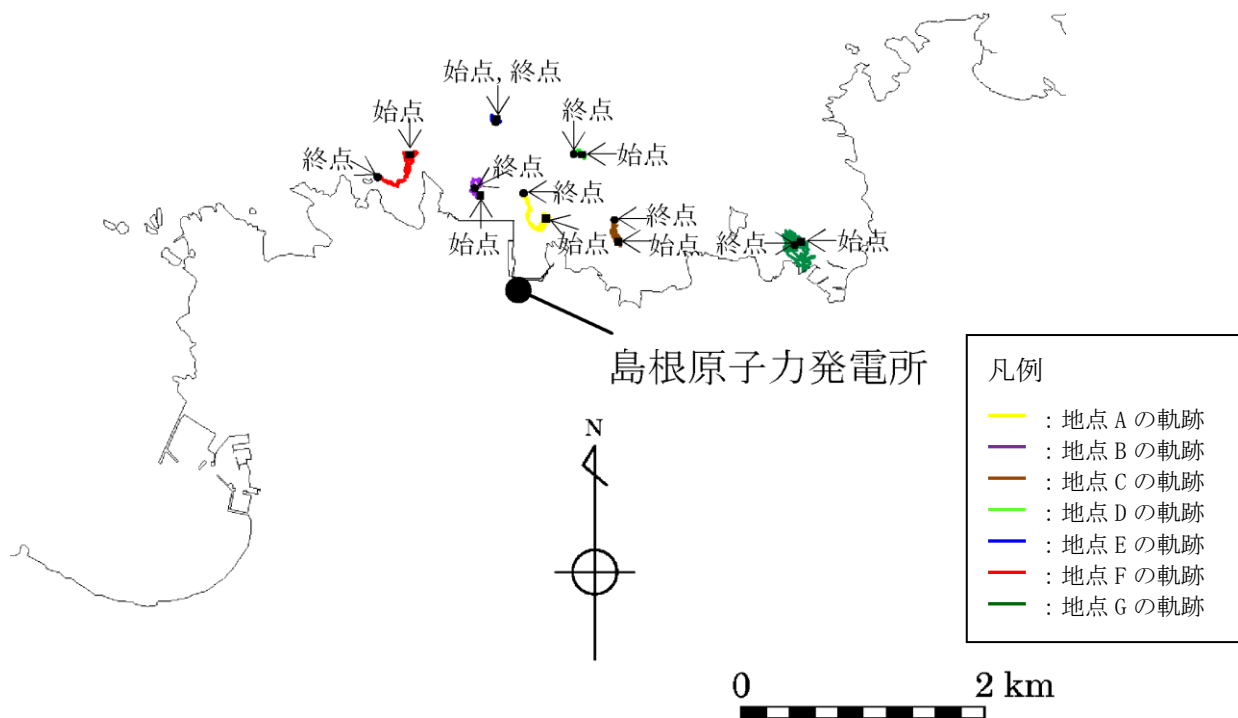 始点, 終点
始点
終点
終点
始点
終点
始点
終点
始点
終点
始点
終点
始点
島根原子力発電所
N
凡例
：地点 A の軌跡
：地点 B の軌跡
：地点 C の軌跡
：地点 D の軌跡
：地点 E の軌跡
：地点 F の軌跡
：地点 G の軌跡
0 2 km